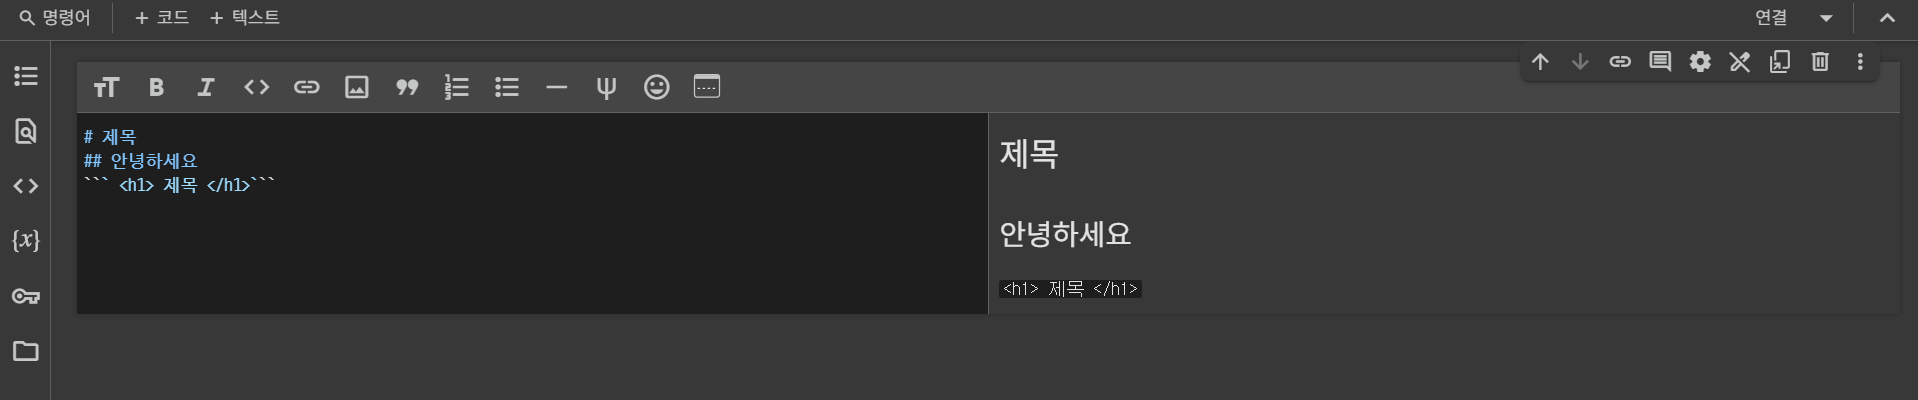 명령어 + 코드 + 텍스트 연결
# 제목
## 안녕하세요
``` <h1> 제목 </h1>```
제목
안녕하세요
<h1> 제목 </h1>